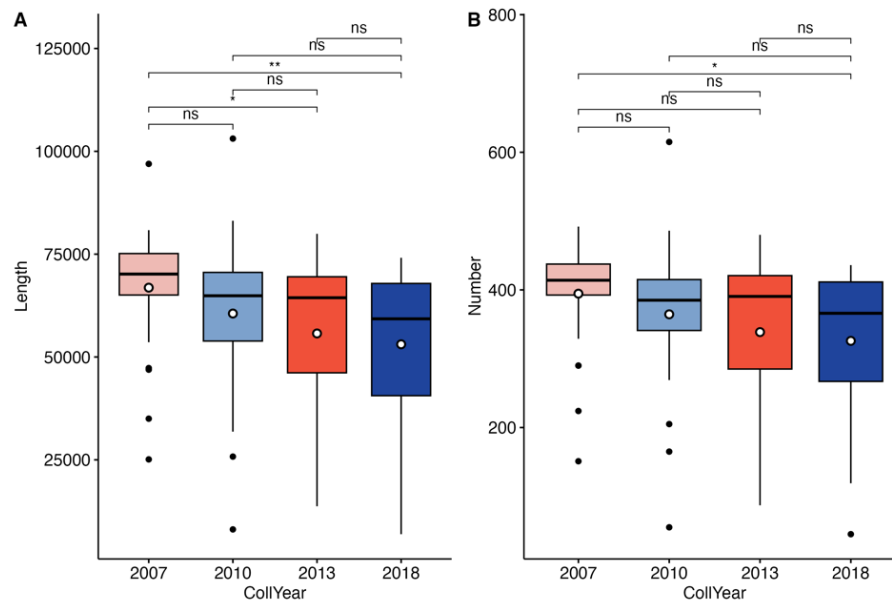 A
125000
100000
75000
50000
25000
Length
ns
ns
**
ns
*
ns
2007 2010 2013 2018
CollYear
B
800
600
400
200
Number
ns
ns
*
ns
ns
ns
2007 2010 2013 2018
CollYear